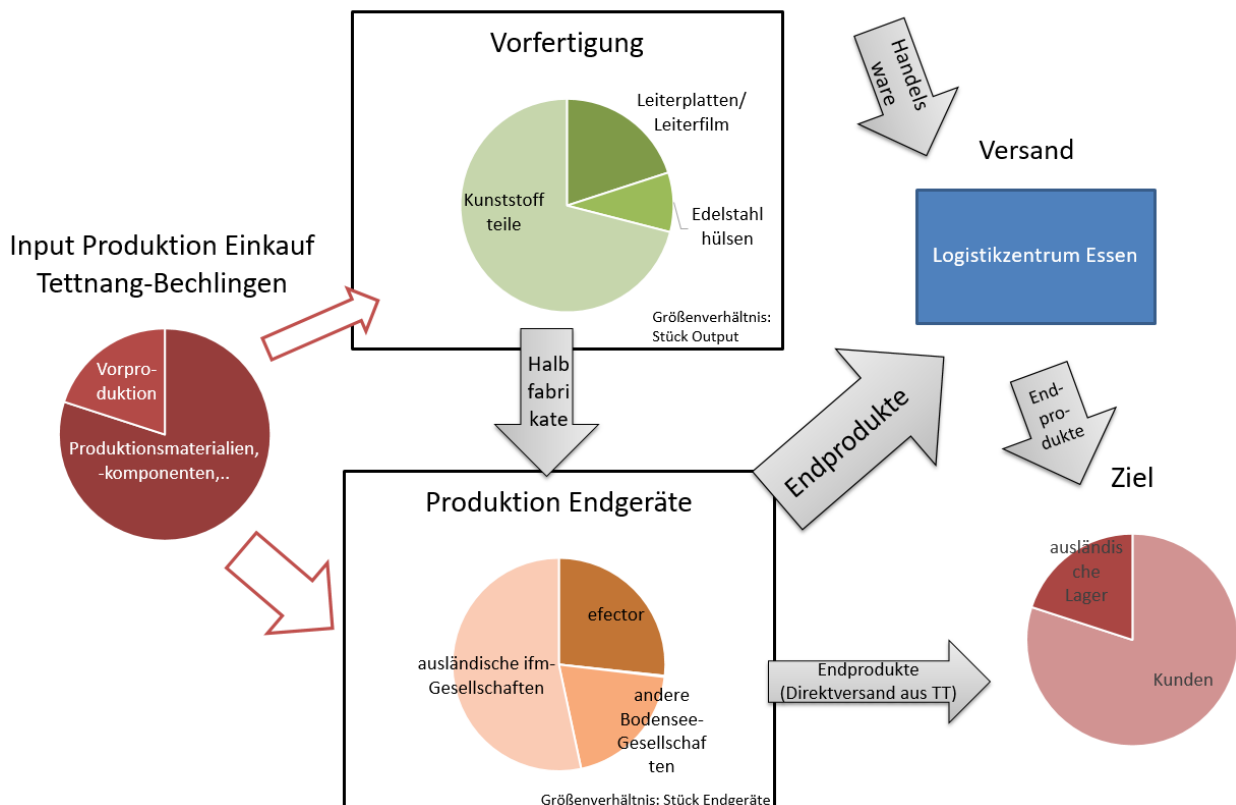 Vorfertigung
Leiterplatten/
Leiterfilm
Kunststoff
teile
Edelstahl
hülsen
Größenverhältnis:
Stück Output
Handels
ware
Versand
Logistikzentrum Essen
Input Produktion Einkauf
Tettnang-Bechlingen
Vorpro-
duktion
Produktionsmaterialien,
-komponenten,..
Halb
fabri
kate
Endprodukte
End-
pro-
dukte
Produktion Endgeräte
efector
ausländische ifm-
Gesellschaften
andere
Bodensee-
Gesellschaf
ten
Größenverhältnis: Stück Endgeräte
Endprodukte
(Direktversand aus TT)
Ziel
ausländis
che
Lager
Kunden